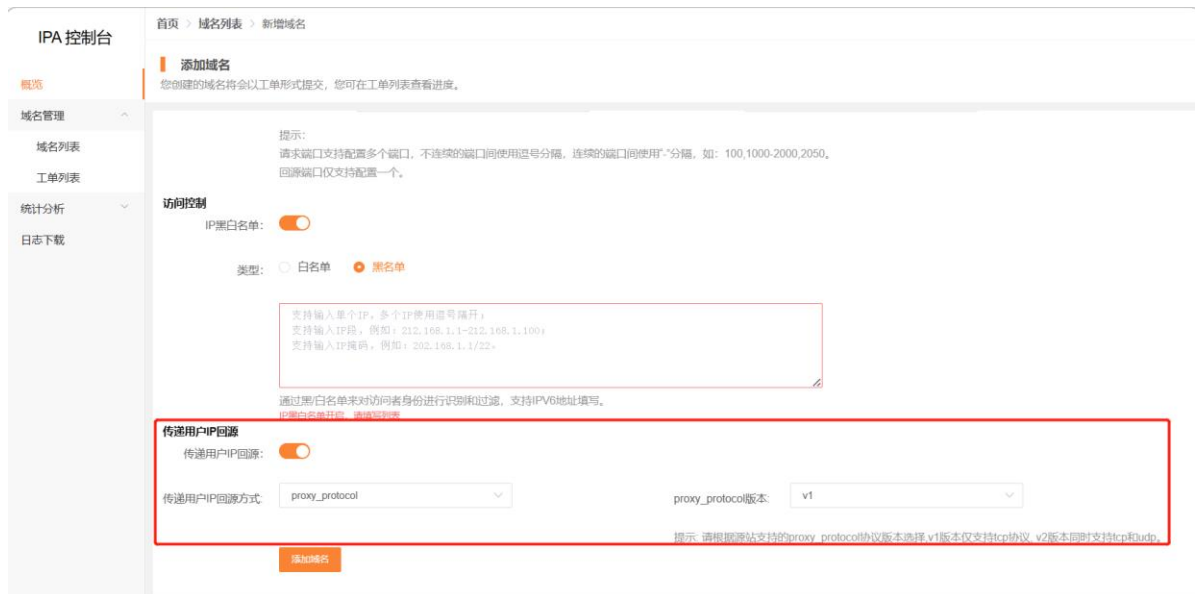 IPA 控制台
概览
域名管理
域名列表
工单列表
统计分析
日志下载
首页 > 域名列表 > 新增域名
添加域名
您创建的域名将会以工单形式提交，您可在工单列表查看进度。
提示：
请求端口支持配置多个端口，不连续的端口间使用逗号分隔，连续的端口间使用"-"分隔，如：100,1000-2000,2050。
回源端口仅支持配置一个。
访问控制
IP黑白名单：
类型： 白名单 黑名单
支持输入单个IP，多个IP使用逗号隔开；
支持输入IP段，例如：212.168.1.1-212.168.1.100；
支持输入IP掩码，例如：202.168.1.1/22。
通过黑/白名单来对访问者身份进行识别和过滤，支持IPV6地址填写。
IP黑白名单开启，请填写列表
传递用户IP回源
传递用户IP回源：
传递用户IP回源方式: proxy_protocol proxy_protocol版本: v1
提示: 请根据源站支持的proxy_protocol协议版本选择,v1版本仅支持tcp协议, v2版本同时支持tcp和udp。
添加域名